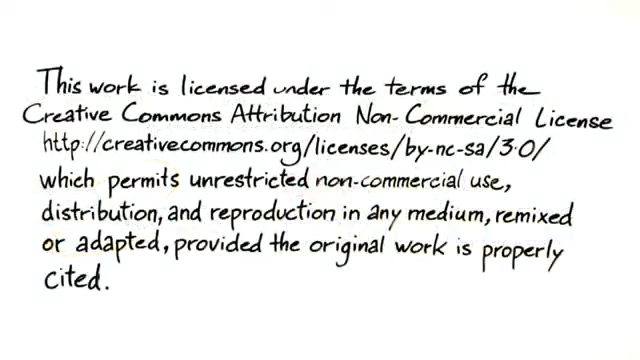 This work is licensed under the terms of the
Creative Commons Attribution Non-Commercial License
http://creativecommons.org/licenses/by-nc-sa/3.0/
which permits unrestricted non-commercial use,
distribution, and reproduction in any medium, remixed
or adapted, provided the original work is properly
cited.